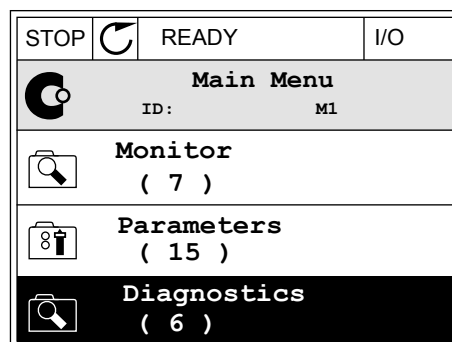 STOP READY I/O
Main Menu
ID: M1
Monitor
( 7 )
Parameters
( 15 )
Diagnostics
( 6 )